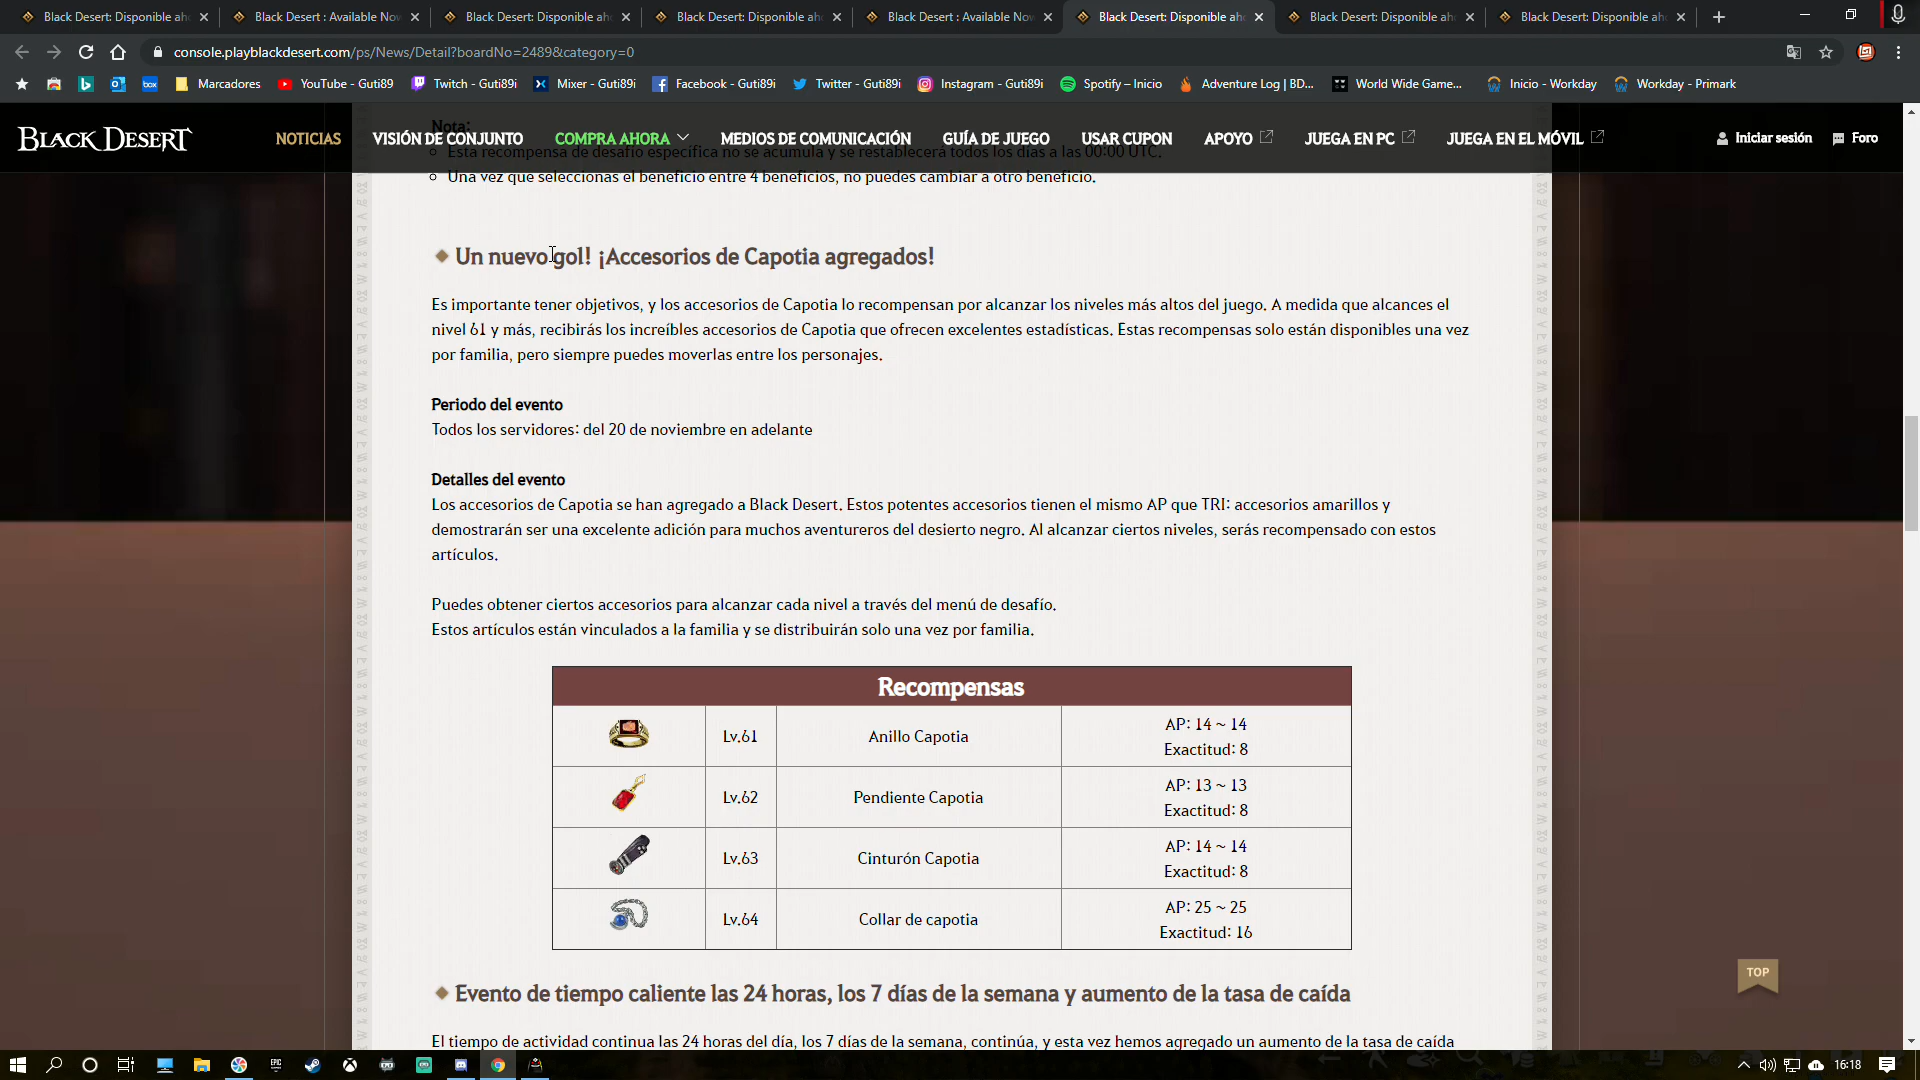 Black Desert: Disponible ah
Black Desert : Available Now
Black Desert: Disponible ah
Black Desert: Disponible ah
Black Desert : Available Now
Black Desert: Disponible ah
Black Desert: Disponible ah
Black Desert: Disponible ah
console.playblackdesert.com/ps/News/Detail?boardNo=2489&category=0
Marcadores
YouTube - Guti89
Twitch - Guti89i
Mixer - Guti89i
Facebook - Guti89i
Twitter - Guti89i
Instagram - Guti89i
Spotify – Inicio
Adventure Log | BD...
World Wide Game...
Inicio - Workday
Workday - Primark
BLACK DESERT
NOTICIAS
VISIÓN DE CONJUNTO
COMPRA AHORA
MEDIOS DE COMUNICACIÓN
GUÍA DE JUEGO
USAR CUPON
APOYO
JUEGA EN PC
JUEGA EN EL MÓVIL
Iniciar sesión
Foro
Nota:
Esta recompensa de desafío específica no se acumula y se restablecerá todos los días a las 00:00 UTC.
Una vez que seleccionas el beneficio entre 4 beneficios, no puedes cambiar a otro beneficio.
Un nuevo gol! ¡Accesorios de Capotia agregados!
Es importante tener objetivos, y los accesorios de Capotia lo recompensan por alcanzar los niveles más altos del juego. A medida que alcances el
nivel 61 y más, recibirás los increíbles accesorios de Capotia que ofrecen excelentes estadísticas. Estas recompensas solo están disponibles una vez
por familia, pero siempre puedes moverlas entre los personajes.
Periodo del evento
Todos los servidores: del 20 de noviembre en adelante
Detalles del evento
Los accesorios de Capotia se han agregado a Black Desert. Estos potentes accesorios tienen el mismo AP que TRI: accesorios amarillos y
demostrarán ser una excelente adición para muchos aventureros del desierto negro. Al alcanzar ciertos niveles, serás recompensado con estos
artículos.
Puedes obtener ciertos accesorios para alcanzar cada nivel a través del menú de desafío.
Estos artículos están vinculados a la familia y se distribuirán solo una vez por familia.
Recompensas
Lv.61
Anillo Capotia
AP: 14 ~ 14
Exactitud: 8
Lv.62
Pendiente Capotia
AP: 13 ~ 13
Exactitud: 8
Lv.63
Cinturón Capotia
AP: 14 ~ 14
Exactitud: 8
Lv.64
Collar de capotia
AP: 25 ~ 25
Exactitud: 16
TOP
Evento de tiempo caliente las 24 horas, los 7 días de la semana y aumento de la tasa de caída
El tiempo de actividad continua las 24 horas del día, los 7 días de la semana, continúa, y esta vez hemos agregado un aumento de la tasa de caída
EPIC
16:18